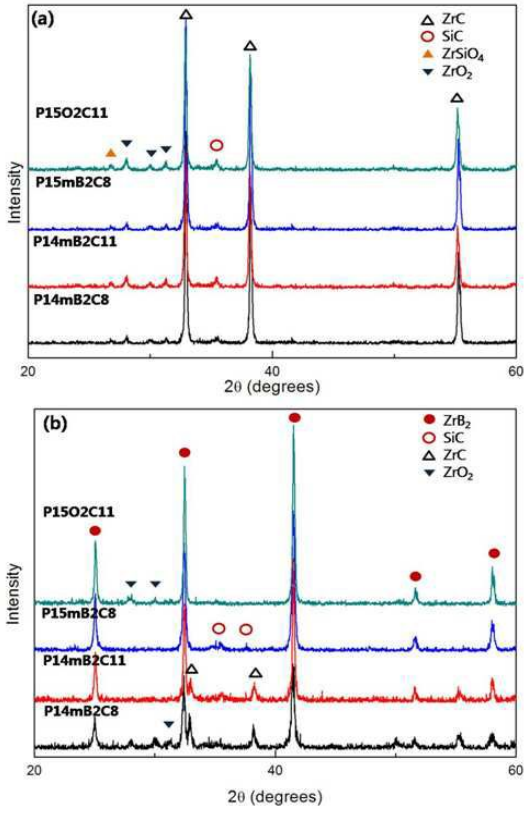 (a)
ZrC
SiC
ZrSiO₄
ZrO₂
P15O2C11
P15mB2C8
P14mB2C11
P14mB2C8
Intensity
20 40 60
2θ (degrees)
(b)
ZrB₂
SiC
ZrC
ZrO₂
P15O2C11
P15mB2C8
P14mB2C11
P14mB2C8
Intensity
20 40 60
2θ (degrees)